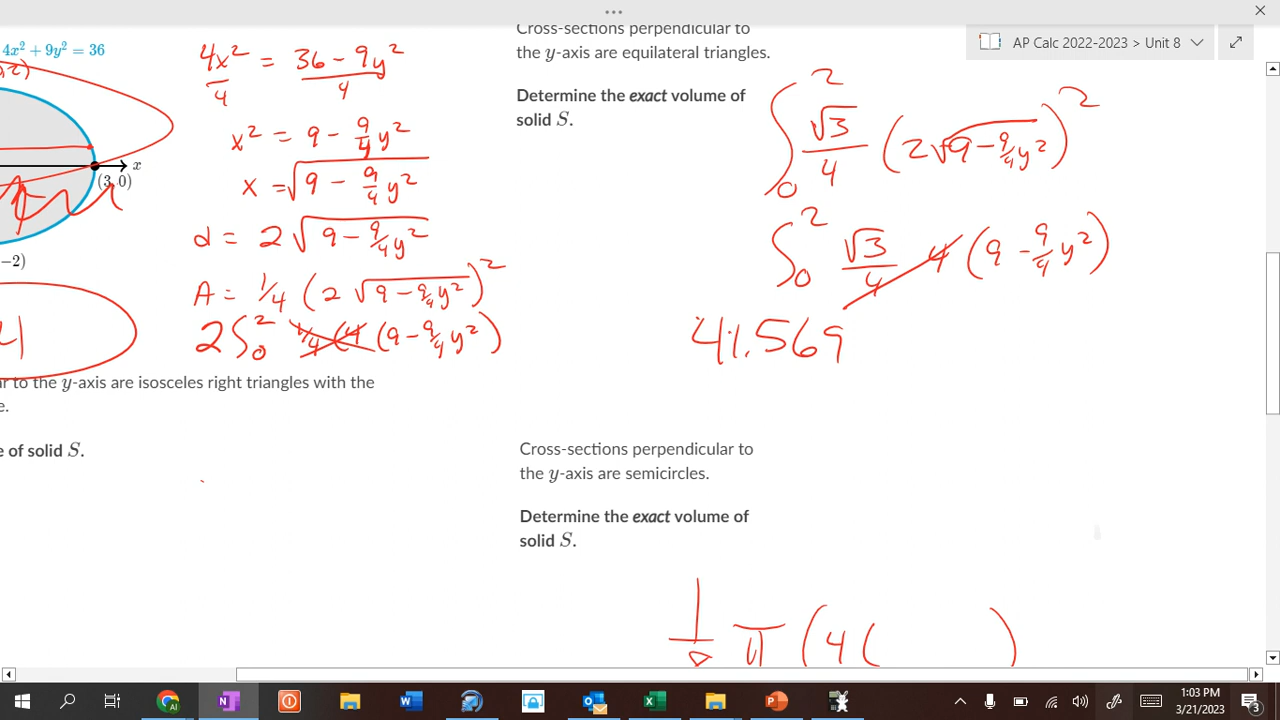 AP Calc 2022-2023 > Unit 8
4x² + 9y² = 36
x
(3, 0)
-2)
4x² = 36 - 9y²
4 4
x² = 9 - 9/4 y²
x = √(9 - 9/4 y²)
d = 2 √(9 - 9/4 y²)
A = 1/4 (2 √(9 - 9/4 y²))²
2 ∫₀² 1/4 (4 (9 - 9/4 y²)
ar to the y-axis are isosceles right triangles with the
e.
e of solid S.
Cross-sections perpendicular to
the y-axis are equilateral triangles.
Determine the exact volume of
solid S.
∫₀² √3/4 (2√(9 - 9/4 y²))²
∫₀² √3/4 4 (9 - 9/4 y²)
41.569
Cross-sections perpendicular to
the y-axis are semicircles.
Determine the exact volume of
solid S.
1/8 π (4 ( )
1:03 PM
3/21/2023
3